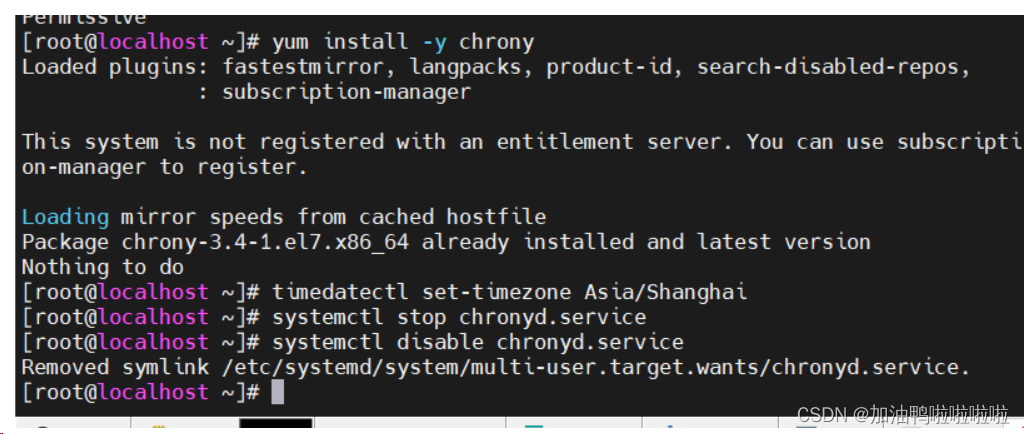 Permissive
[root@localhost ~]# yum install -y chrony
Loaded plugins: fastestmirror, langpacks, product-id, search-disabled-repos,
: subscription-manager
This system is not registered with an entitlement server. You can use subscripti
on-manager to register.
Loading mirror speeds from cached hostfile
Package chrony-3.4-1.el7.x86_64 already installed and latest version
Nothing to do
[root@localhost ~]# timedatectl set-timezone Asia/Shanghai
[root@localhost ~]# systemctl stop chronyd.service
[root@localhost ~]# systemctl disable chronyd.service
Removed symlink /etc/systemd/system/multi-user.target.wants/chronyd.service.
[root@localhost ~]#
CSDN @加油鸭啦啦啦啦啦